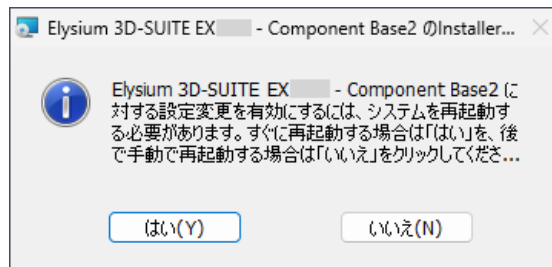 Elysium 3D-SUITE EX - Component Base2 のInstaller...
Elysium 3D-SUITE EX - Component Base2 に
対する設定変更を有効にするには、システムを再起動す
る必要があります。すぐに再起動する場合は「はい」を、後
で手動で再起動する場合は「いいえ」をクリックしてくださ...
はい(Y)
いいえ(N)